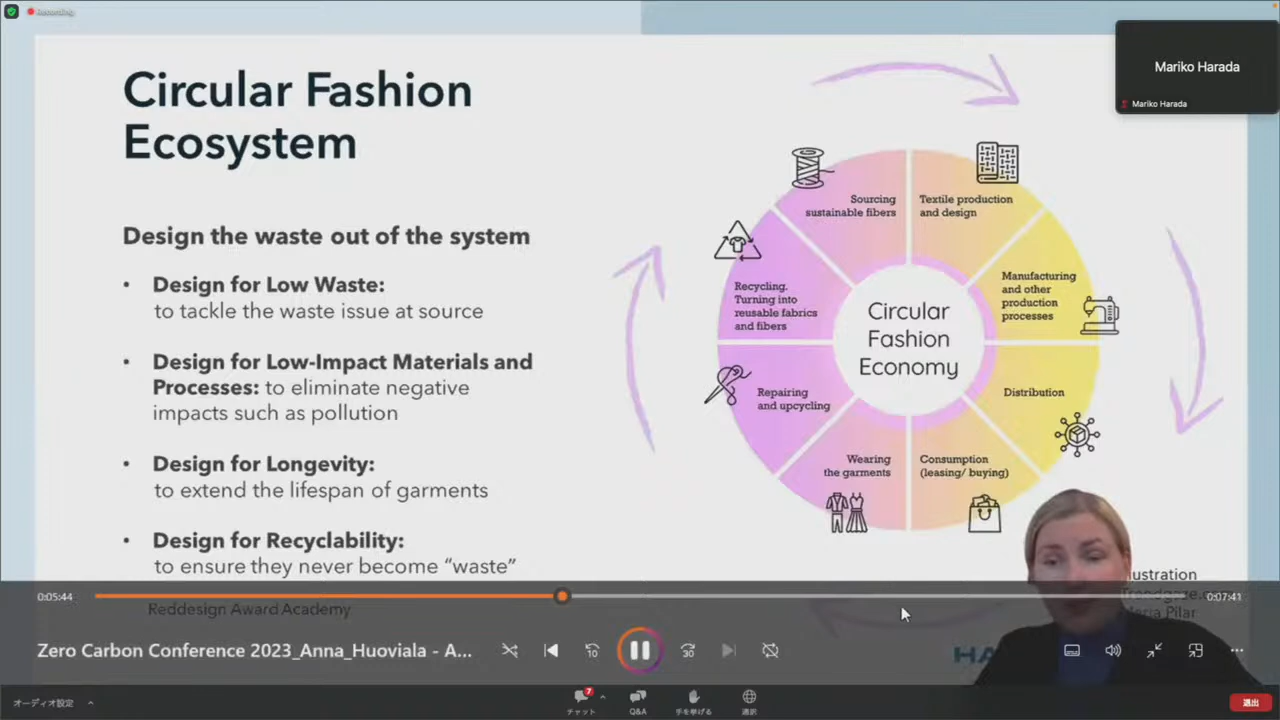 Recording
Mariko Harada
Mariko Harada
Circular Fashion
Ecosystem
Design the waste out of the system
• Design for Low Waste:
to tackle the waste issue at source
• Design for Low-Impact Materials and
Processes: to eliminate negative
impacts such as pollution
• Design for Longevity:
to extend the lifespan of garments
• Design for Recyclability:
to ensure they never become “waste”
Reddesign Award Academy
Sourcing
sustainable fibers
Textile production
and design
Manufacturing
and other
production
processes
Distribution
Consumption
(leasing/ buying)
Wearing
the garments
Repairing
and upcycling
Recycling.
Turning into
reusable fabrics
and fibers
Circular
Fashion
Economy
0:05:44
0:07:41
Zero Carbon Conference 2023_Anna_Huoviala - A...
10
30
オーディオ設定
7
チャット
Q&A
手を挙げる
通訳
退出